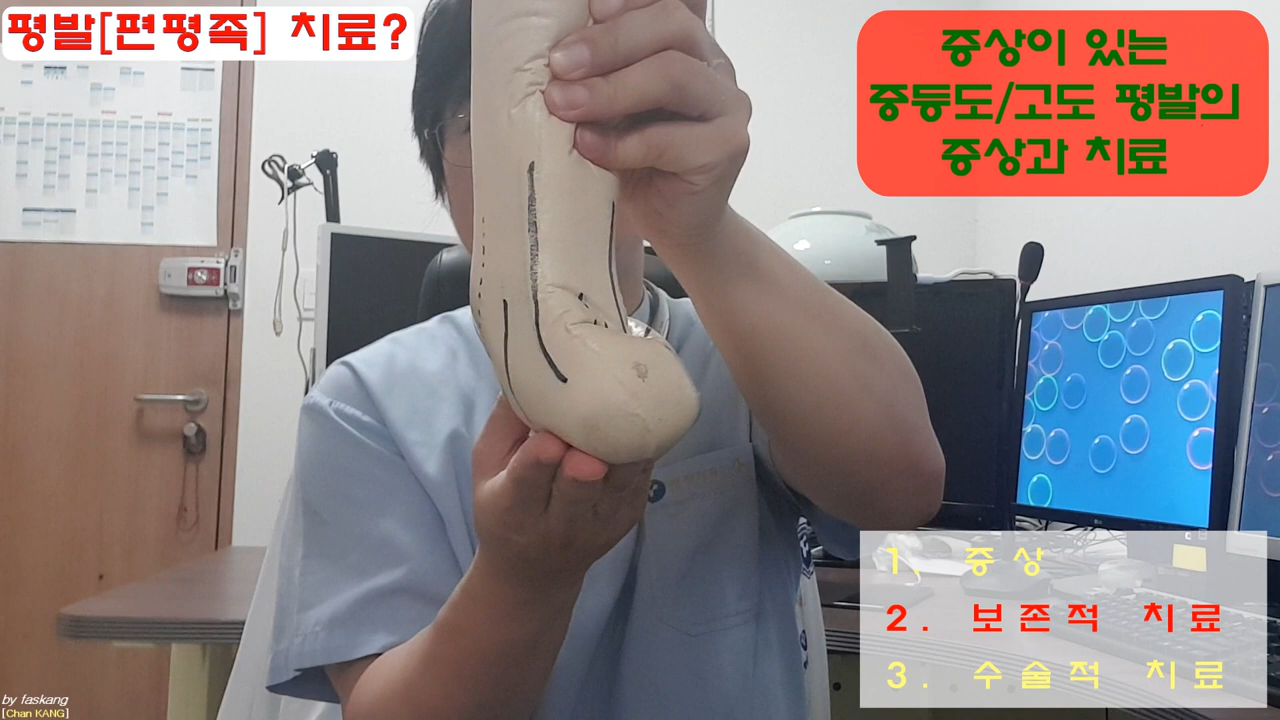 평발[편평족] 치료?
증상이 있는
중등도/고도 평발의
증상과 치료
1. 증상
2. 보존적 치료
3. 수술적 치료
by faskang
[Chan KANG]